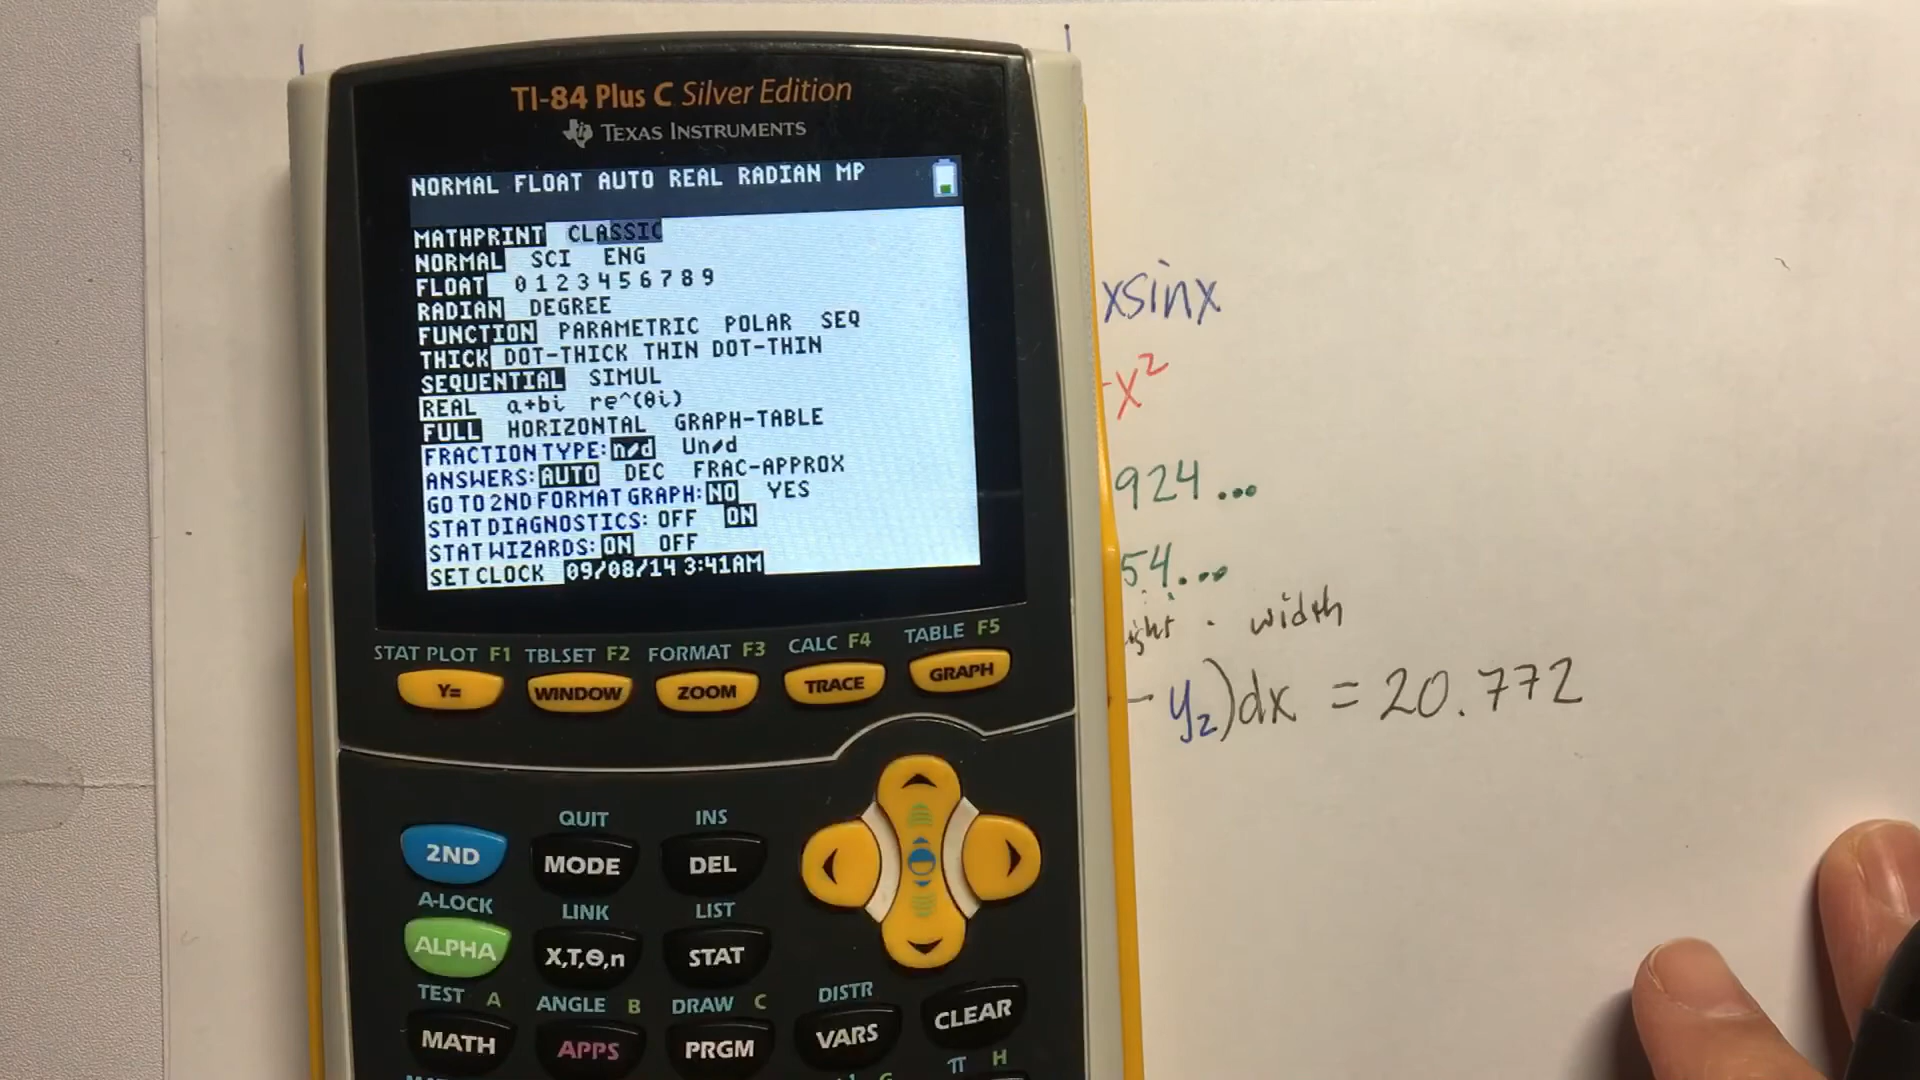 TI-84 Plus C Silver Edition
TEXAS INSTRUMENTS
NORMAL FLOAT AUTO REAL RADIAN MP
MATHPRINT CLASSIC
NORMAL SCI ENG
FLOAT 0 1 2 3 4 5 6 7 8 9
RADIAN DEGREE
FUNCTION PARAMETRIC POLAR SEQ
THICK DOT-THICK THIN DOT-THIN
SEQUENTIAL SIMUL
REAL a+bi re^(θi)
FULL HORIZONTAL GRAPH-TABLE
FRACTION TYPE: n/d Un/d
ANSWERS: AUTO DEC FRAC-APPROX
GO TO 2ND FORMAT GRAPH: NO YES
STAT DIAGNOSTICS: OFF ON
STAT WIZARDS: ON OFF
SET CLOCK 09/08/14 3:41AM
STAT PLOT F1 TBLSET F2 FORMAT F3 CALC F4 TABLE F5
Y= WINDOW ZOOM TRACE GRAPH
QUIT INS
2ND MODE DEL
A-LOCK LINK LIST
ALPHA X,T,Θ,n STAT
TEST A ANGLE B DRAW C DISTR
MATH APPS PRGM VARS CLEAR
π H
xsinx
-x²
924...
54...
ight · width
- y₂)dx = 20.772